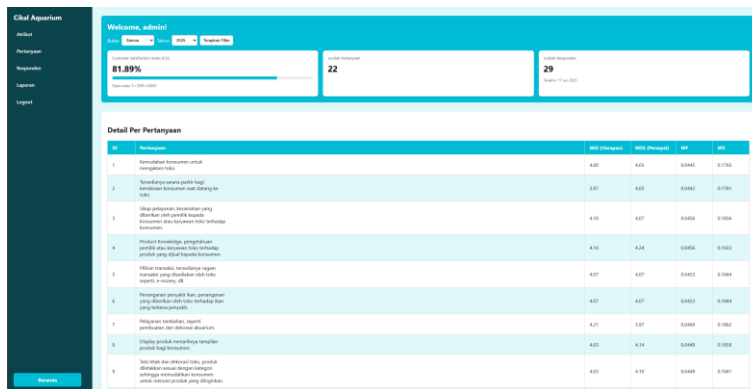 Cikal Aquarium
Atribut
Pertanyaan
Responden
Laporan
Logout
Beranda
Welcome, admin!
Bulan: Semua Tahun: 2025 Terapkan Filter
Customer Satisfaction Index (CSI)
81.89%
Jumlah Pertanyaan
22
Jumlah Responden
29
Terakhir: 17 Jun 2025
Detail Per Pertanyaan
ID Pertanyaan MIS (Harapan) MSS (Persepsi) WF WS
1 Kemudahan konsumen untuk
mengakses toko. 4.00 4.03 0.0445 0.1793
2 Tersedianya sarana parkir bagi
kendaraan konsumen saat datang ke
toko. 3.97 4.03 0.0442
3 Sikap pelayanan, keramahan yang
diberikan oleh pemilik kepada
konsumen atau karyawan toko terhadap
konsumen. 4.10 4.07 0.0456 0.1856
4 Product Knowledge, pengetahuan
pemilik atau karyawan toko terhadap
produk yang dijual kepada konsumen. 4.10 4.24 0.0456
5 Pilihan transaksi, tersedianya ragam
transaksi yang disediakan oleh toko
seperti, e-money, dll. 4.07 4.07 0.0453 0.1844
6 Penanganan penyakit ikan, penanganan
yang diberikan oleh toko terhadap ikan
yang terkena penyakit. 4.07 4.07 0.0453 0.1844
7 Pelayanan tambahan, seperti
pembuatan dan dekorasi akuarium. 4.21 3.97 0.0469 0.1862
8 Display produk menariknya tampilan
produk bagi konsumen. 4.03 4.14 0.0449
9 Tata letak dan dekorasi toko, produk
diletakkan sesuai dengan kategori
sehingga memudahkan konsumen
untuk mencari produk yang diinginkan. 4.03 4.10 0.0449 0.1841